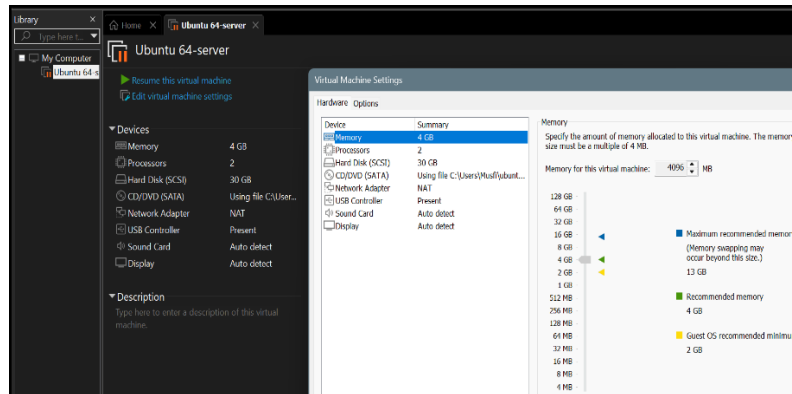 Library ×
Home ×
Ubuntu 64-server ×
Type here t...
My Computer
Ubuntu 64-s
Ubuntu 64-server
Resume this virtual machine
Edit virtual machine settings
Devices
Memory 4 GB
Processors 2
Hard Disk (SCSI) 30 GB
CD/DVD (SATA) Using file C:\User...
Network Adapter NAT
USB Controller Present
Sound Card Auto detect
Display Auto detect
Description
Type here to enter a description of this virtual
machine.
Virtual Machine Settings
Hardware Options
Device Summary
Memory 4 GB
Processors 2
Hard Disk (SCSI) 30 GB
CD/DVD (SATA) Using file C:\Users\Musfi\ubunt...
Network Adapter NAT
USB Controller Present
Sound Card Auto detect
Display Auto detect
Memory
Specify the amount of memory allocated to this virtual machine. The memory
size must be a multiple of 4 MB.
Memory for this virtual machine: 4096 MB
128 GB
64 GB
32 GB
16 GB
8 GB
4 GB
2 GB
1 GB
512 MB
256 MB
128 MB
64 MB
32 MB
16 MB
8 MB
4 MB
Maximum recommended memor
(Memory swapping may
occur beyond this size.)
13 GB
Recommended memory
4 GB
Guest OS recommended minimu
2 GB